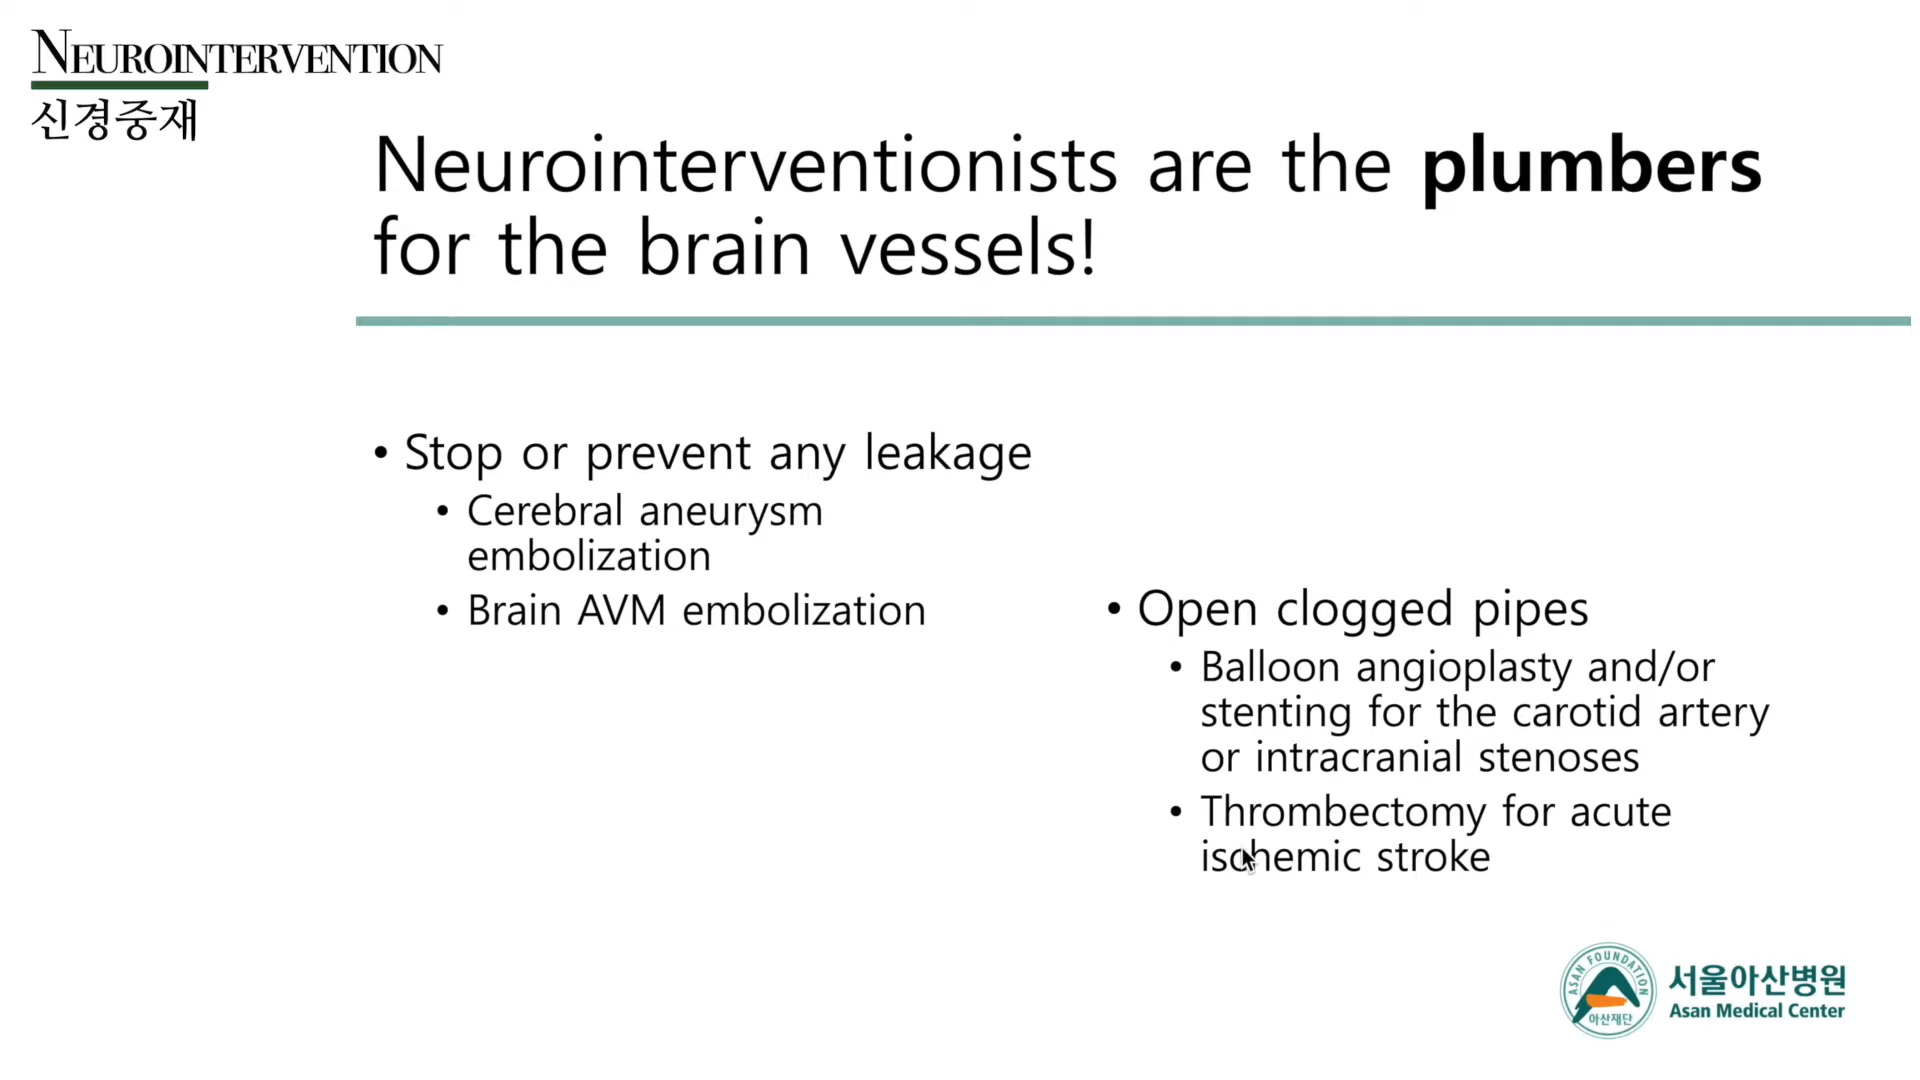 NEUROINTERVENTION
신경중재
Neurointerventionists are the plumbers
for the brain vessels!
• Stop or prevent any leakage
• Cerebral aneurysm
embolization
• Brain AVM embolization
• Open clogged pipes
• Balloon angioplasty and/or
stenting for the carotid artery
or intracranial stenoses
• Thrombectomy for acute
ischemic stroke
ASAN FOUNDATION
아산재단
서울아산병원
Asan Medical Center